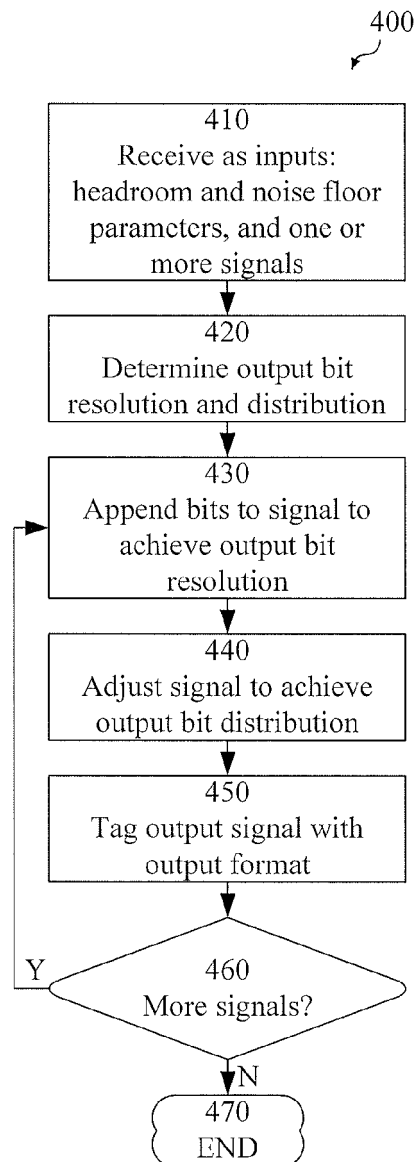 400
410
Receive as inputs:
headroom and noise floor
parameters, and one or
more signals
420
Determine output bit
resolution and distribution
430
Append bits to signal to
achieve output bit
resolution
440
Adjust signal to achieve
output bit distribution
450
Tag output signal with
output format
Y
460
More signals?
N
470
END